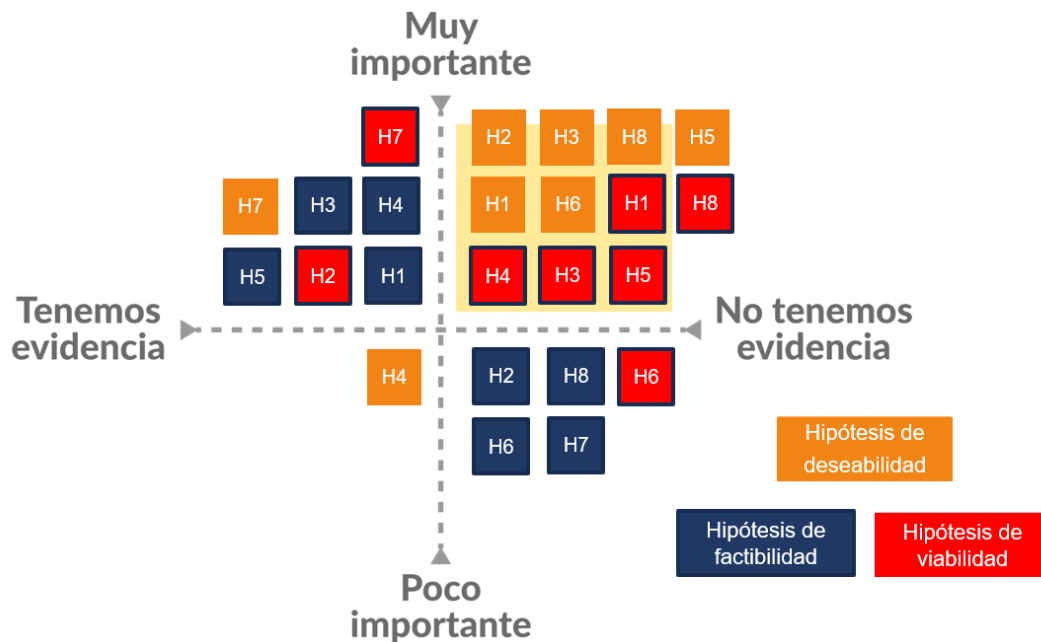 Muy
importante
H7
H2
H3
H8
H5
H7
H3
H4
H1
H6
H1
H8
H5
H2
H1
H4
H3
H5
Tenemos
evidencia
No tenemos
evidencia
H4
H2
H8
H6
H6
H7
Hipótesis de
deseabilidad
Hipótesis de
factibilidad
Hipótesis de
viabilidad
Poco
importante